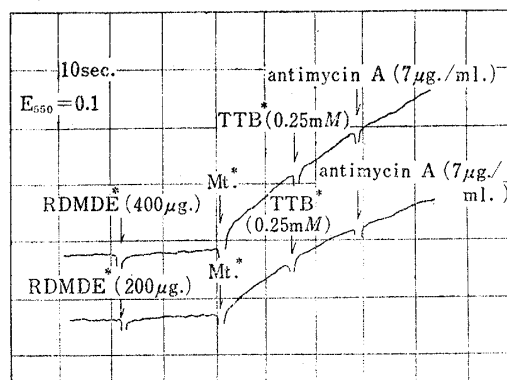 10sec.
E₅₅₀=0.1
antimycin A (7μg./ml.)
TTB* (0.25mM)
antimycin A (7μg./
ml.)
Mt.*
TTB*
(0.25mM)
RDMDE* (400μg.)
Mt.*
RDMDE* (200μg.)